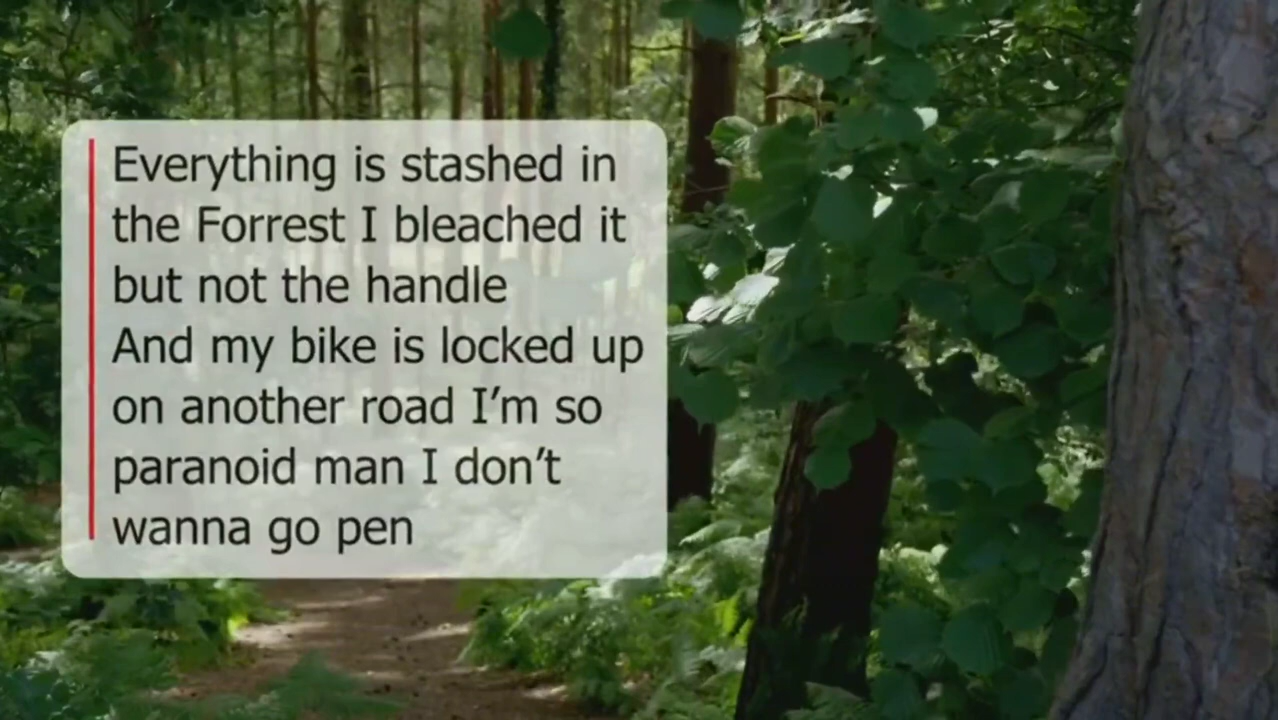 Everything is stashed in
the Forrest I bleached it
but not the handle
And my bike is locked up
on another road I’m so
paranoid man I don’t
wanna go pen